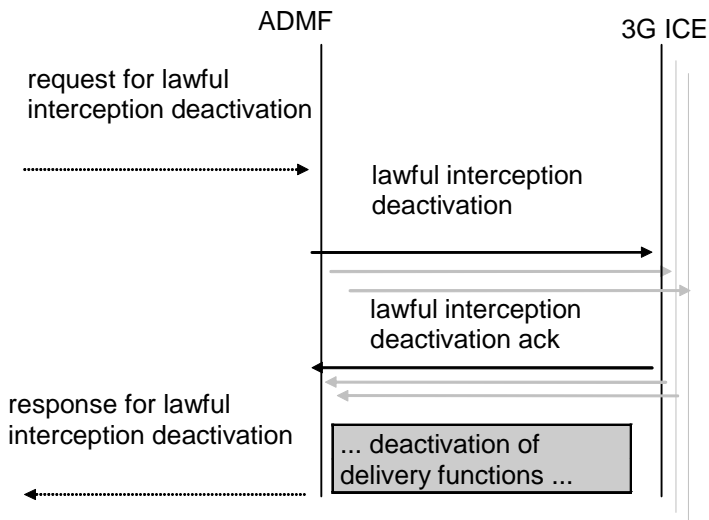 ADMF
3G ICE
request for lawful
interception deactivation
lawful interception
deactivation
lawful interception
deactivation ack
response for lawful
interception deactivation
... deactivation of
delivery functions ...